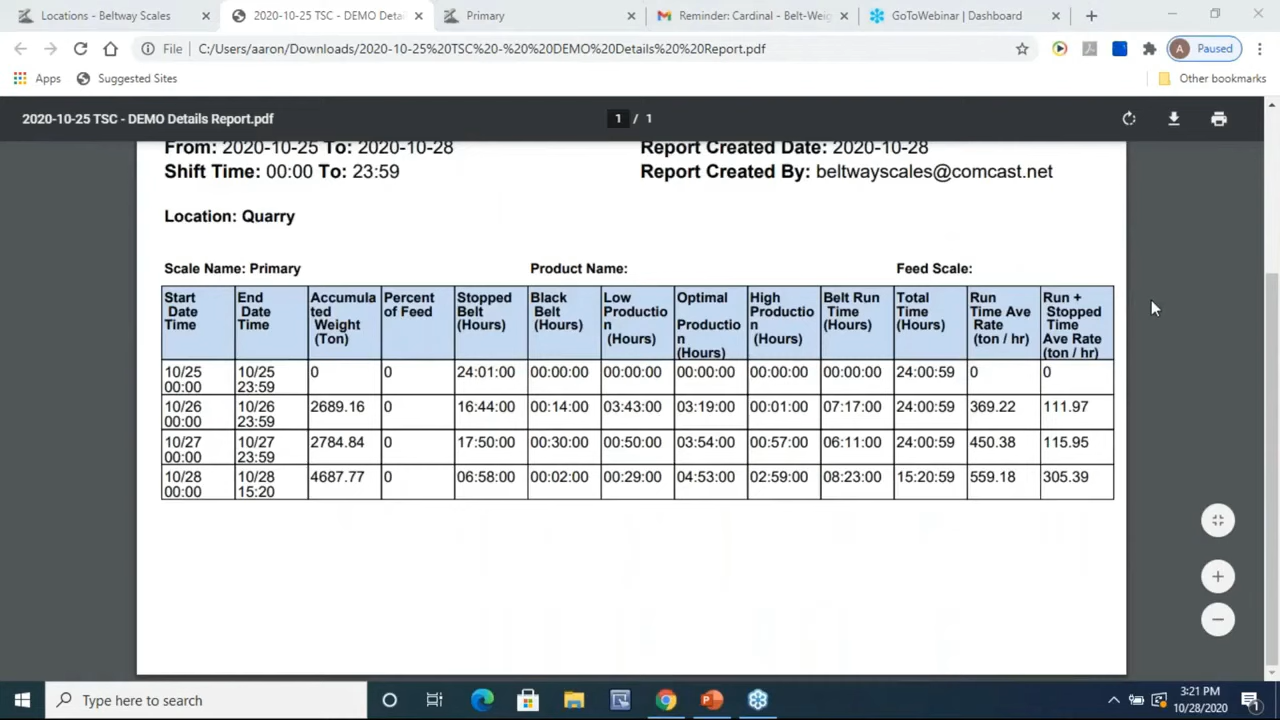 Locations - Beltway Scales
2020-10-25 TSC - DEMO Detai
Primary
Reminder: Cardinal - Belt-Weig
GoToWebinar | Dashboard
File
C:/Users/aaron/Downloads/2020-10-25%20TSC%20-%20%20DEMO%20Details%20%20Report.pdf
A
Paused
Apps
Suggested Sites
Other bookmarks
2020-10-25 TSC - DEMO Details Report.pdf
1 / 1
From: 2020-10-25 To: 2020-10-28
Report Created Date: 2020-10-28
Shift Time: 00:00 To: 23:59
Report Created By: beltwayscales@comcast.net
Location: Quarry
Scale Name: Primary
Product Name:
Feed Scale:
Start
Date
Time
End
Date
Time
Accumula
ted
Weight
(Ton)
Percent
of Feed
Stopped
Belt
(Hours)
Black
Belt
(Hours)
Low
Productio
n
(Hours)
Optimal
Productio
n
(Hours)
High
Productio
n
(Hours)
Belt Run
Time
(Hours)
Total
Time
(Hours)
Run
Time Ave
Rate
(ton / hr)
Run +
Stopped
Time
Ave Rate
(ton / hr)
10/25
00:00
10/25
23:59
0
0
24:01:00
00:00:00
00:00:00
00:00:00
00:00:00
00:00:00
24:00:59
0
0
10/26
00:00
10/26
23:59
2689.16
0
16:44:00
00:14:00
03:43:00
03:19:00
00:01:00
07:17:00
24:00:59
369.22
111.97
10/27
00:00
10/27
23:59
2784.84
0
17:50:00
00:30:00
00:50:00
03:54:00
00:57:00
06:11:00
24:00:59
450.38
115.95
10/28
00:00
10/28
15:20
4687.77
0
06:58:00
00:02:00
00:29:00
04:53:00
02:59:00
08:23:00
15:20:59
559.18
305.39
Type here to search
3:21 PM
10/28/2020
1